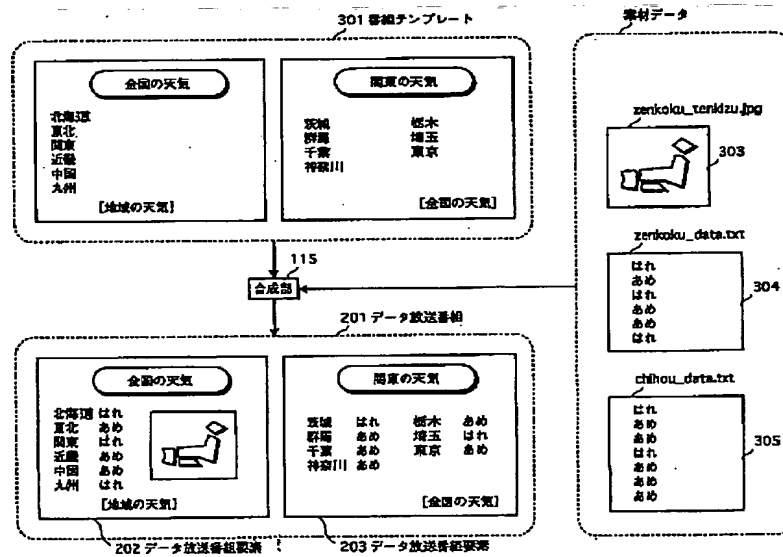 301 番組テンプレート
全国の天気
北海道
東北
関東
近畿
中国
九州
[地域の天気]
関東の天気
茨城 栃木
群馬 埼玉
千葉 東京
神奈川
[全国の天気]
115
合成部
201 データ放送番組
全国の天気
北海道 はれ
東北 あめ
関東 はれ
近畿 あめ
中国 あめ
九州 はれ
[地域の天気]
202 データ放送番組要素
関東の天気
茨城 はれ 栃木 あめ
群馬 あめ 埼玉 はれ
千葉 あめ 東京 あめ
神奈川 あめ
[全国の天気]
203 データ放送番組要素
素材データ
zenkoku_tenkizu.jpg
303
zenkoku_data.txt
はれ
あめ
はれ
あめ
あめ
はれ
304
chihou_data.txt
はれ
あめ
あめ
はれ
あめ
あめ
あめ
305